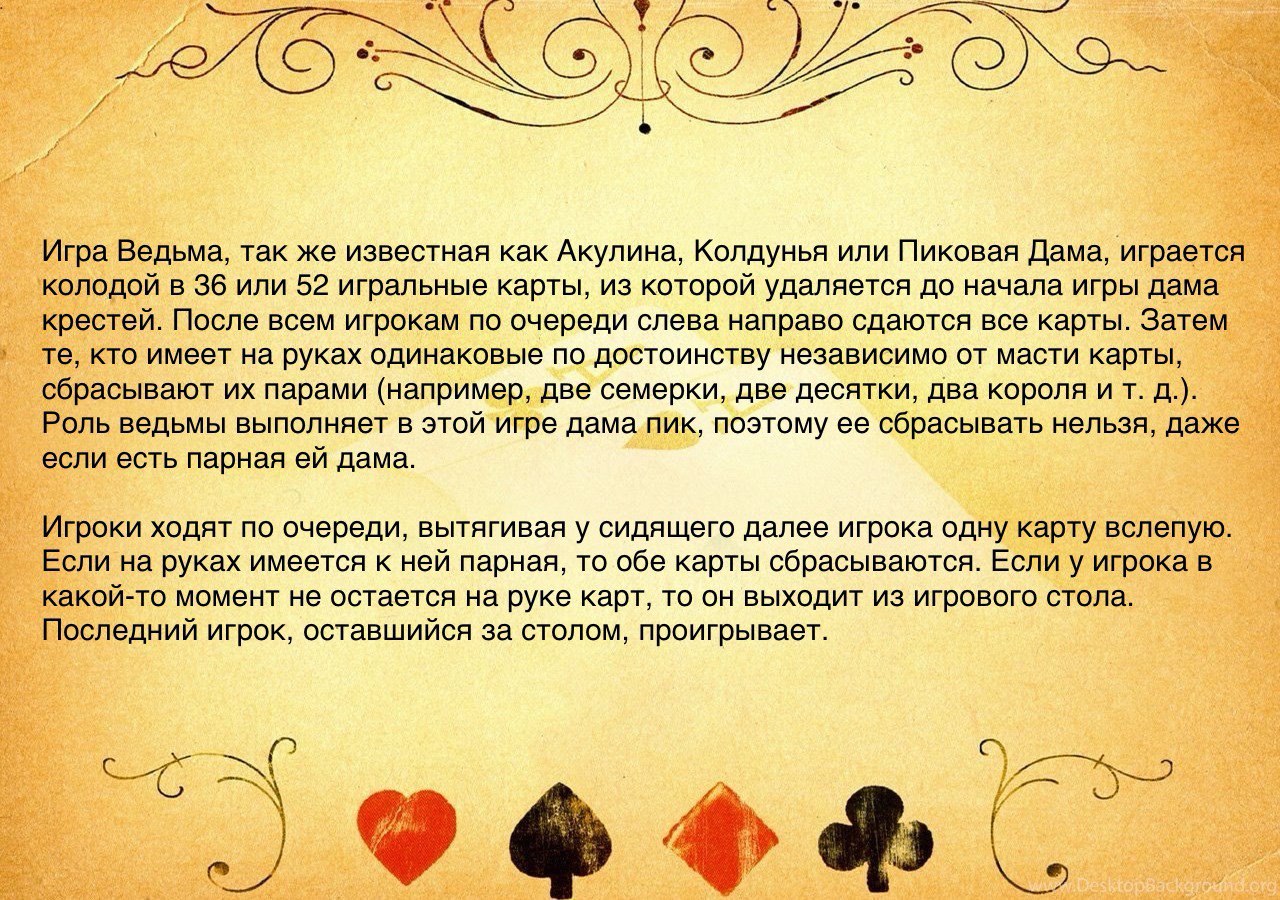 Игра Ведьма, так же известная как Акулина, Колдунья или Пиковая Дама, играется
колодой в 36 или 52 игральные карты, из которой удаляется до начала игры дама
крестей. После всем игрокам по очереди слева направо сдаются все карты. Затем
те, кто имеет на руках одинаковые по достоинству независимо от масти карты,
сбрасывают их парами (например, две семерки, две десятки, два короля и т. д.).
Роль ведьмы выполняет в этой игре дама пик, поэтому ее сбрасывать нельзя, даже
если есть парная ей дама.
Игроки ходят по очереди, вытягивая у сидящего далее игрока одну карту вслепую.
Если на руках имеется к ней парная, то обе карты сбрасываются. Если у игрока в
какой-то момент не остается на руке карт, то он выходит из игрового стола.
Последний игрок, оставшийся за столом, проигрывает.
www.DesktopBackground.org